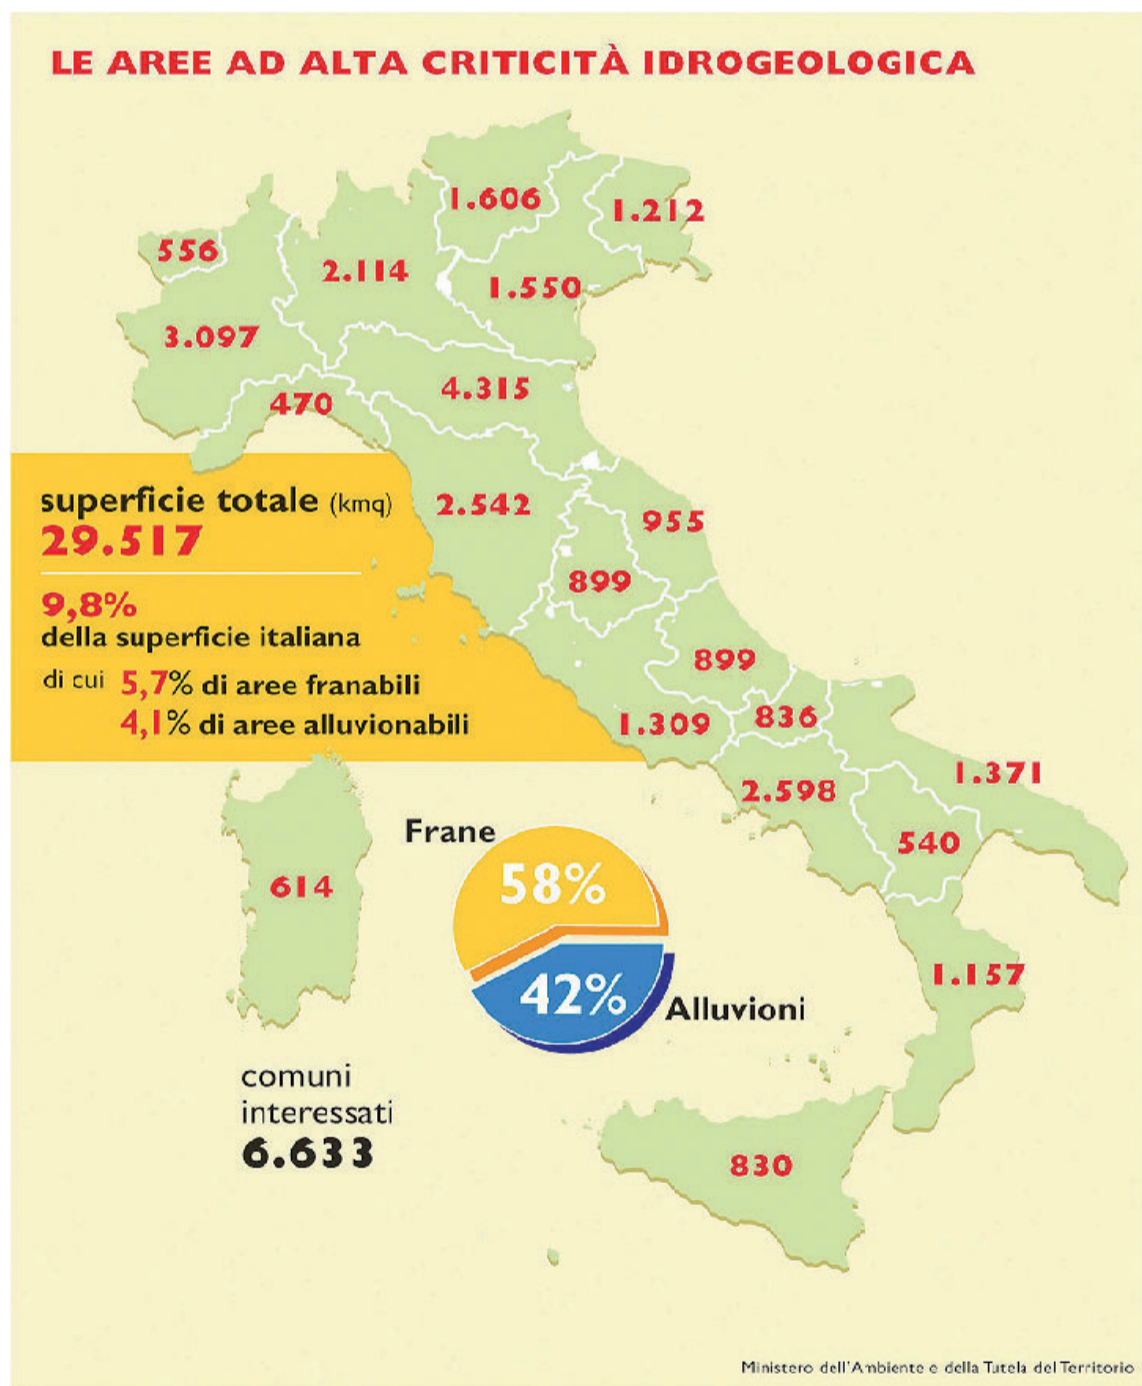 LE AREE AD ALTA CRITICITÀ IDROGEOLOGICA
1.606
1.212
556
2.114
1.550
3.097
4.315
470
superficie totale (kmq)
29.517
2.542
955
9,8%
della superficie italiana
899
di cui 5,7% di aree franabili
4,1% di aree alluvionabili
899
1.309
836
1.371
2.598
540
Frane
58%
614
42%
Alluvioni
1.157
comuni
interessati
6.633
830
Ministero dell'Ambiente e della Tutela del Territorio